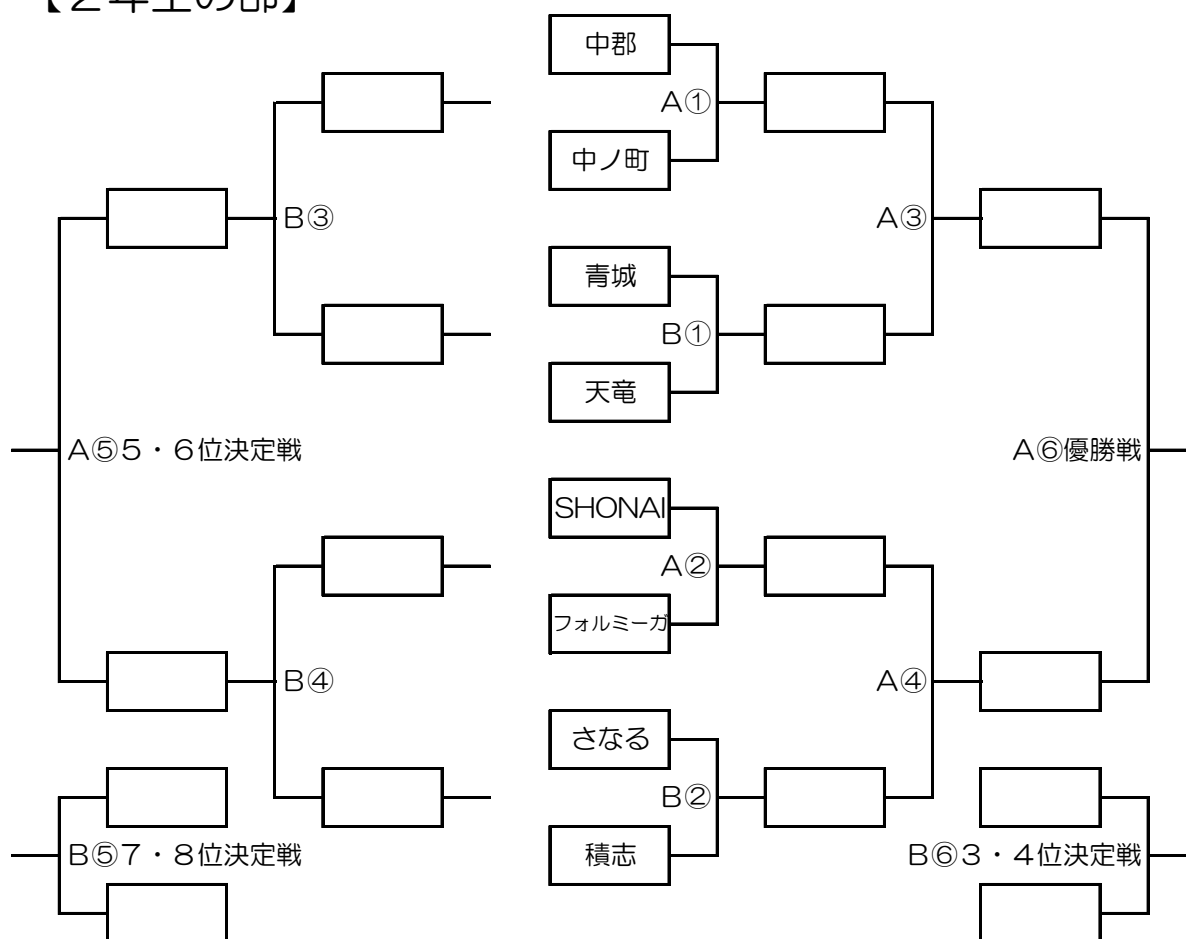 【２年生の部】
中郡
A①
中ノ町
B③
A③
青城
B①
天竜
A⑤５・６位決定戦
A⑥優勝戦
SHONAI
A②
フォルミーガ
B④
A④
さなる
B②
積志
B⑤７・８位決定戦
B⑥３・４位決定戦